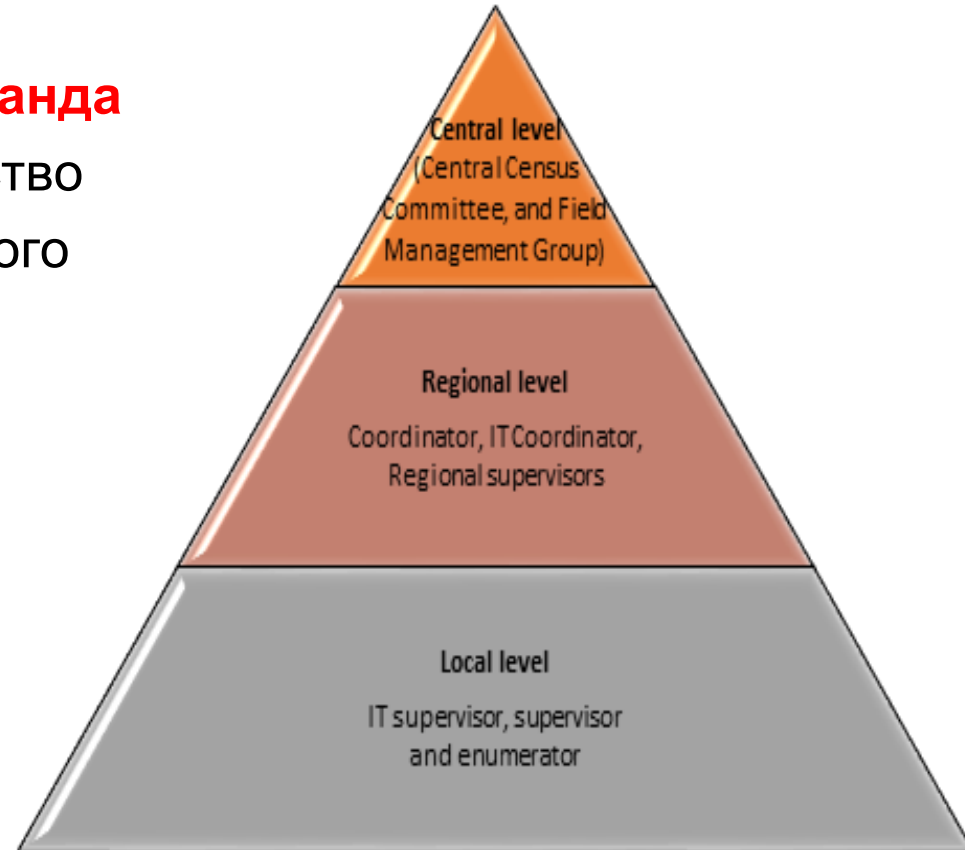 анда
тво
ого
Central level
(Central Census
Committee, and Field
Management Group)
Regional level
Coordinator, IT Coordinator,
Regional supervisors
Local level
IT supervisor, supervisor
and enumerator